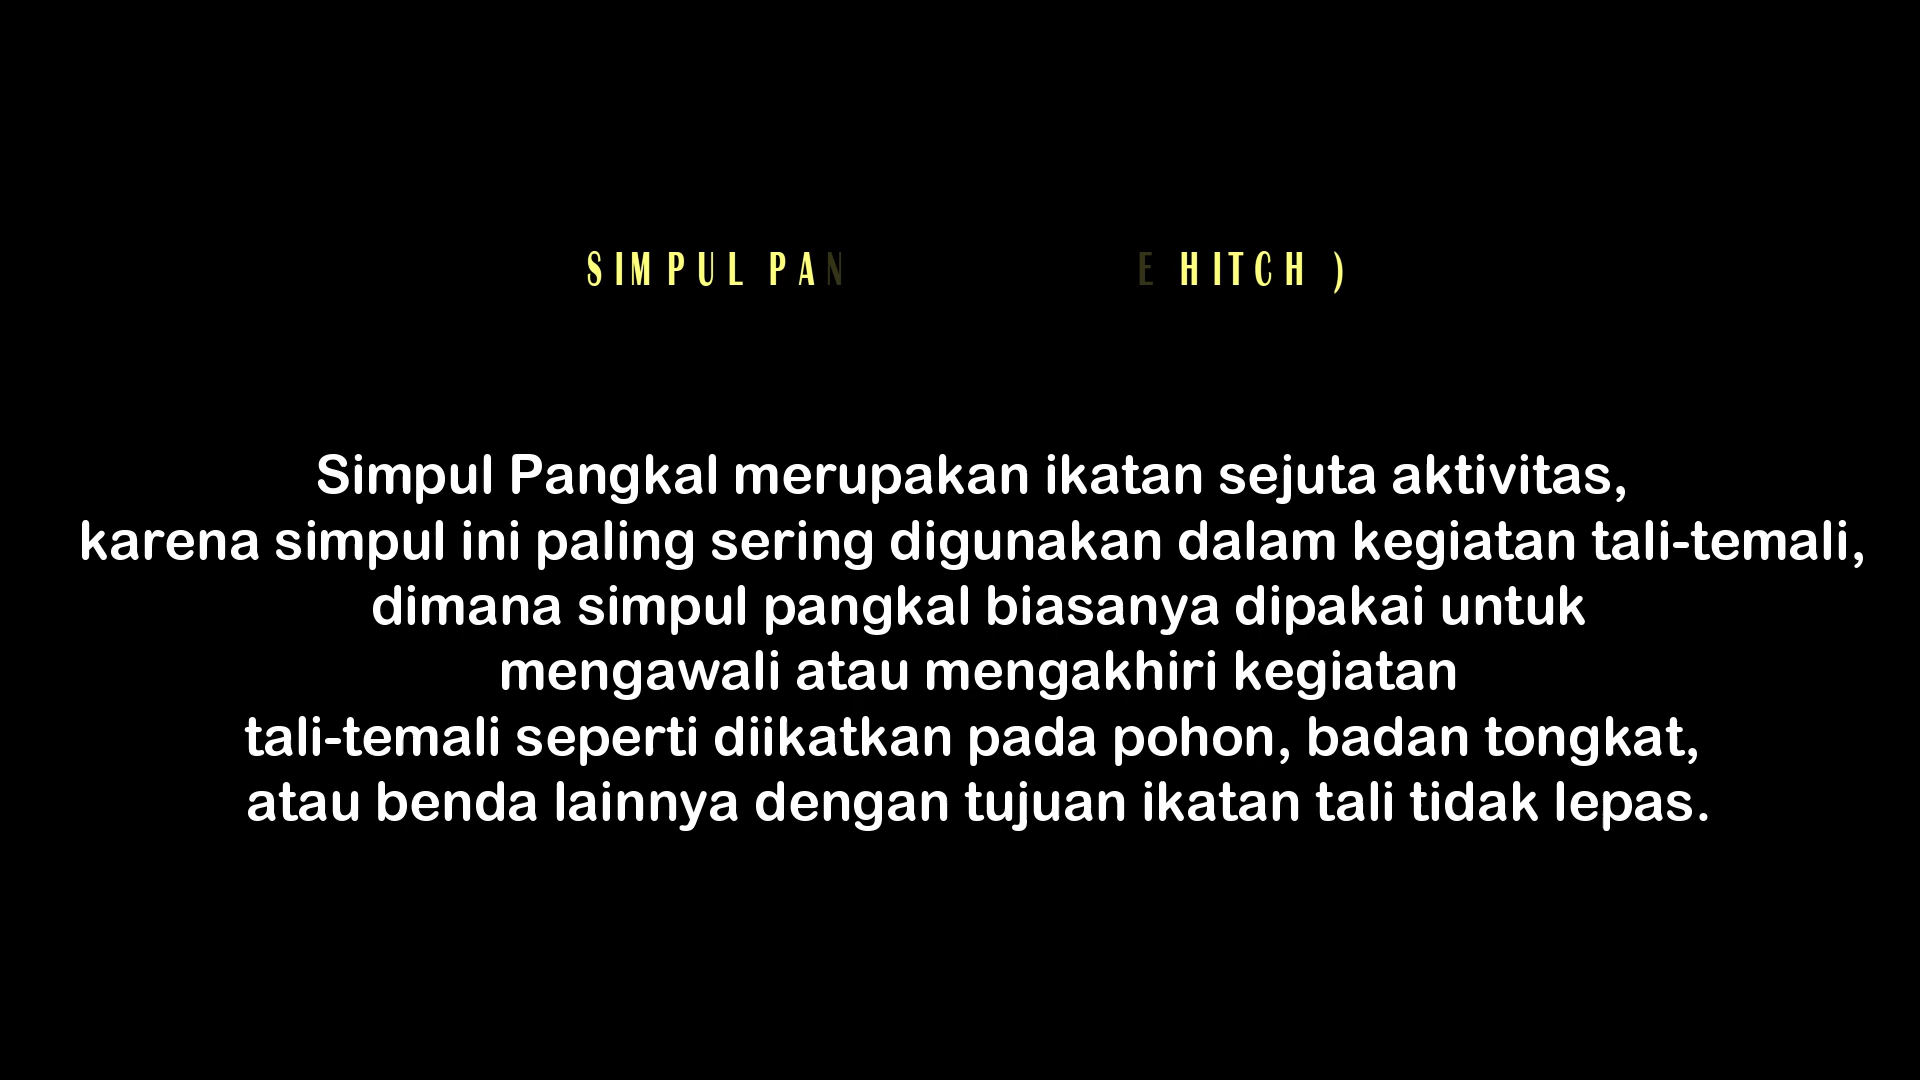 SIMPUL PAN E HITCH )
Simpul Pangkal merupakan ikatan sejuta aktivitas,
karena simpul ini paling sering digunakan dalam kegiatan tali-temali,
dimana simpul pangkal biasanya dipakai untuk
mengawali atau mengakhiri kegiatan
tali-temali seperti diikatkan pada pohon, badan tongkat,
atau benda lainnya dengan tujuan ikatan tali tidak lepas.